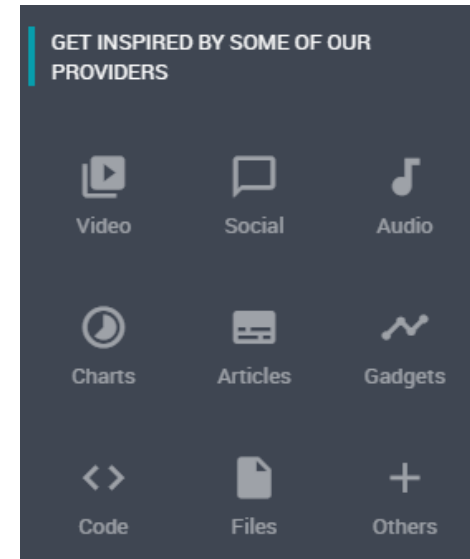 GET INSPIRED BY SOME OF OUR
PROVIDERS
Video
Social
Audio
Charts
Articles
Gadgets
Code
Files
Others